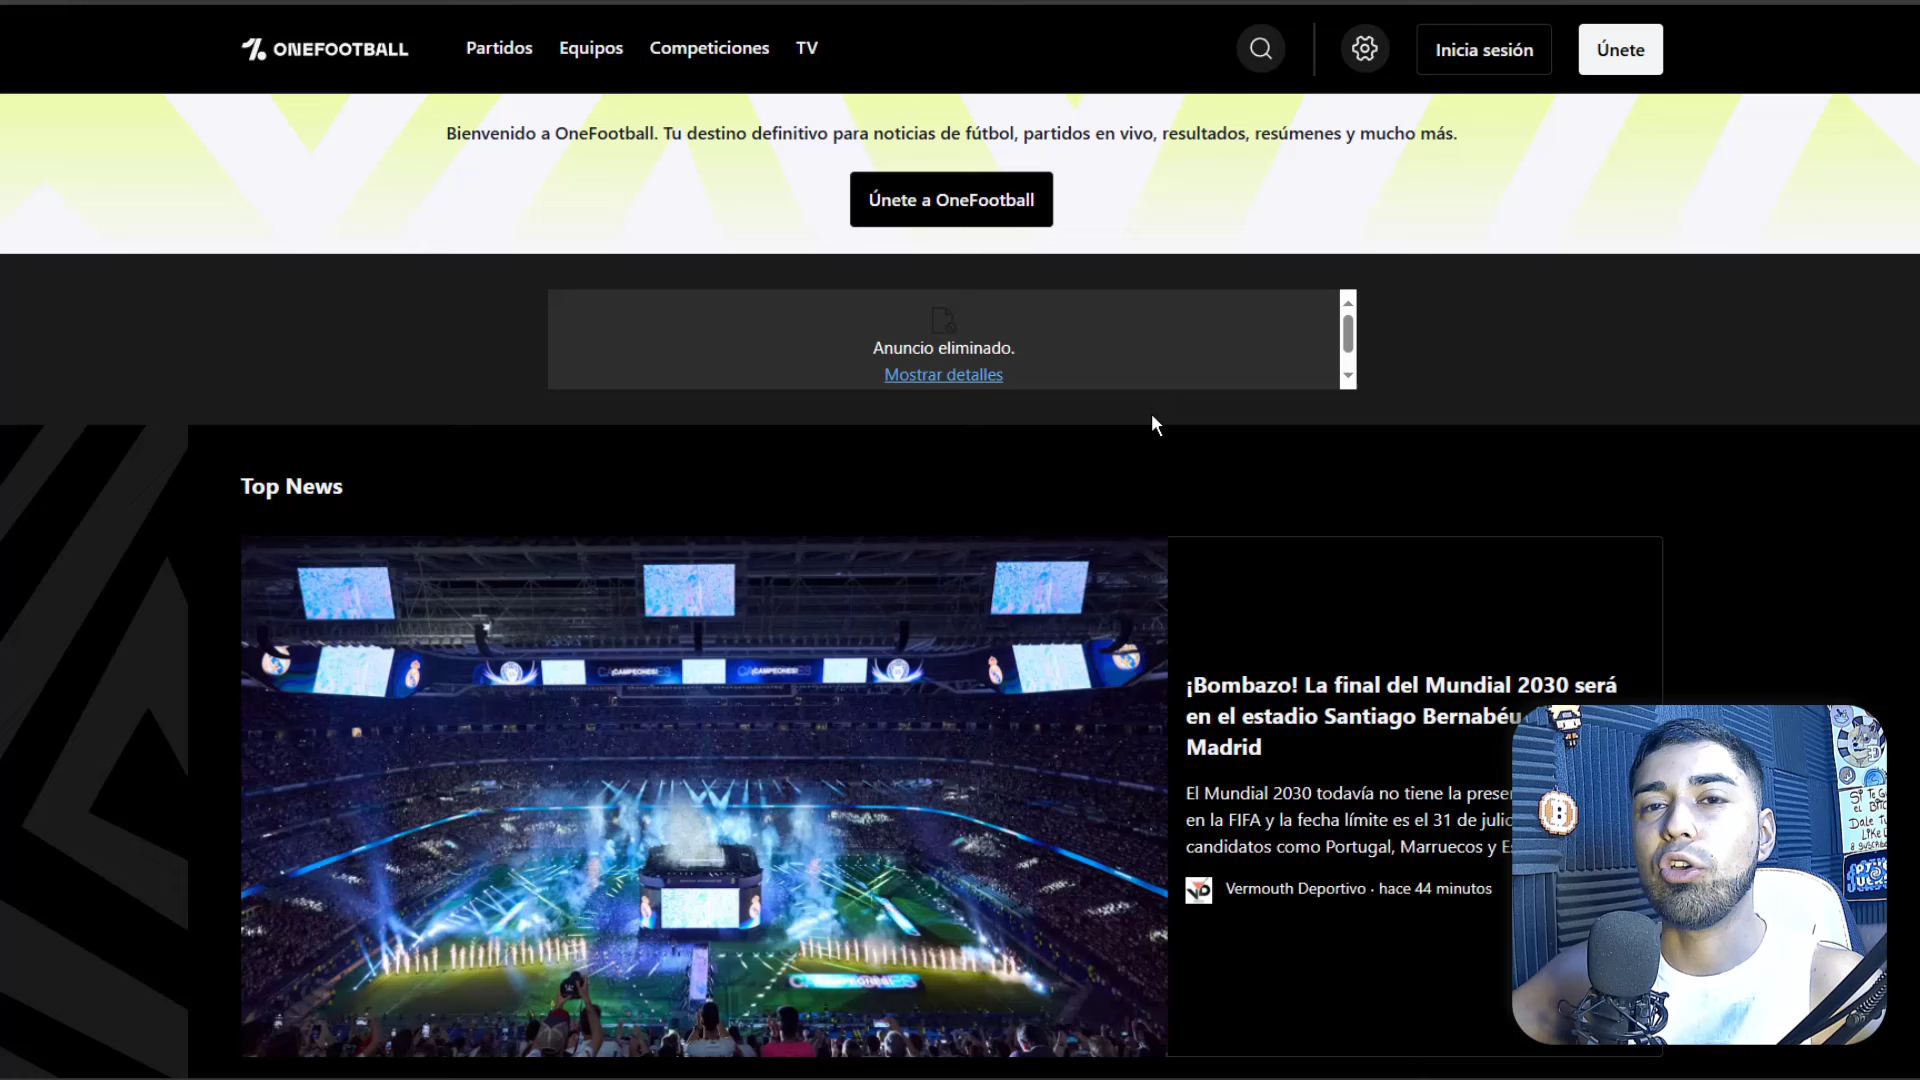 ONEFOOTBALL
Partidos
Equipos
Competiciones
TV
Inicia sesión
Únete
Bienvenido a OneFootball. Tu destino definitivo para noticias de fútbol, partidos en vivo, resultados, resúmenes y mucho más.
Únete a OneFootball
Anuncio eliminado.
Mostrar detalles
Top News
¡CAMPEONES!
¡CAMPEONES!
¡Bombazo! La final del Mundial 2030 será
en el estadio Santiago Bernabéu
Madrid
El Mundial 2030 todavía no tiene la
en la FIFA y la fecha límite es el 31 de
candidatos como Portugal, Marruecos y
Vermouth Deportivo · hace 44 minutos